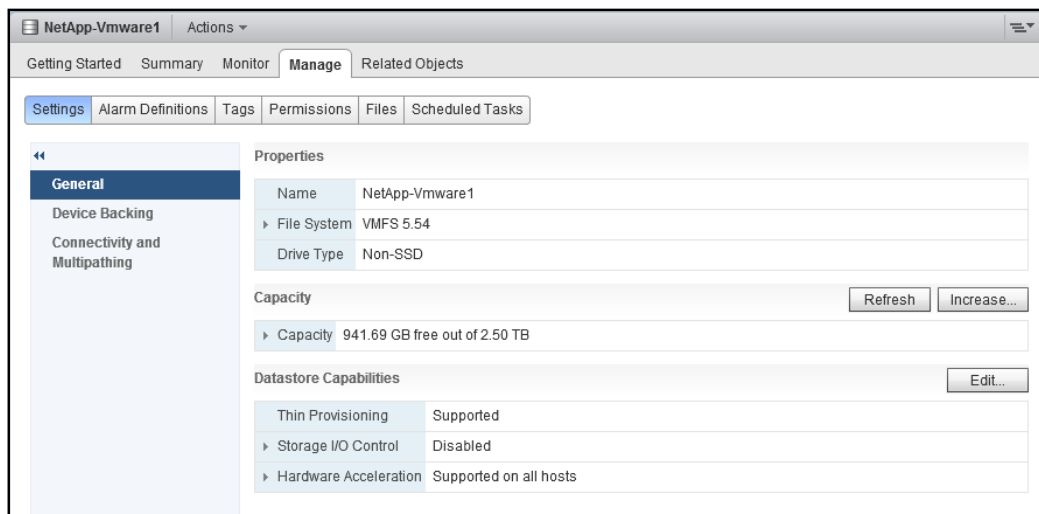 NetApp-Vmware1 Actions
Getting Started Summary Monitor Manage Related Objects
Settings Alarm Definitions Tags Permissions Files Scheduled Tasks
General
Device Backing
Connectivity and
Multipathing
Properties
Name NetApp-Vmware1
File System VMFS 5.54
Drive Type Non-SSD
Capacity Refresh Increase...
Capacity 941.69 GB free out of 2.50 TB
Datastore Capabilities Edit...
Thin Provisioning Supported
Storage I/O Control Disabled
Hardware Acceleration Supported on all hosts